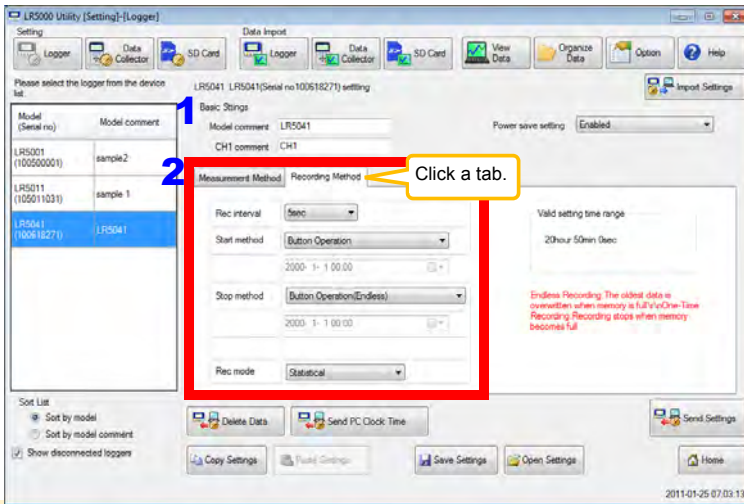 LR5000 Utility [Setting]-[Logger]
Setting
Data Import
Logger
Data Collector
SD Card
Logger
Data Collector
SD Card
View Data
Organize Data
Option
Help
Please select the logger from the device list
LR5041 LR5041(Serial no100618271) settting
Import Settings
1
Basic Stings
Model (Serial no)
Model comment
Model comment LR5041
Power save setting Enabled
CH1 comment CH1
LR5001 (100500001)
sample2
2
Measurement Method
Recording Method
Click a tab.
LR5011 (105011031)
sample 1
LR5041 (100618271)
LR5041
Rec interval 5sec
Valid setting time range
Start method Button Operation
20hour 50min 0sec
2000- 1- 1 00:00
Stop method Button Operation(Endless)
Endless Recording:The oldest data is
overwritten when memory is full\r\nOne-Time
Recording:Recording stops when memory
becomes full
2000- 1- 1 00:00
Rec mode Statistical
Sort List
Sort by model
Sort by model comment
Show disconnected loggers
Delete Data
Send PC Clock Time
Send Settings
Copy Settings
Paste Settings
Save Settings
Open Settings
Home
2011-01-25 07:03:17